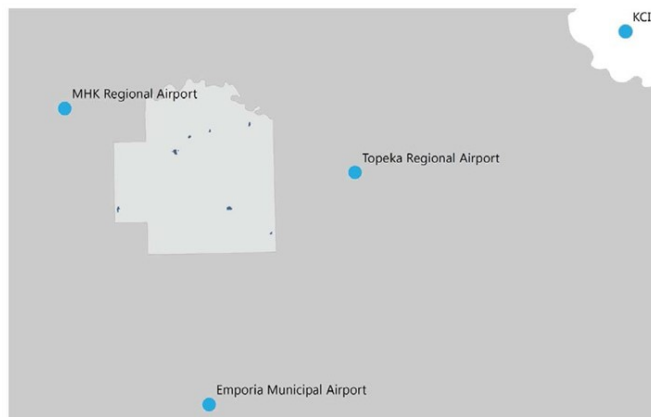 KCI
MHK Regional Airport
Topeka Regional Airport
Emporia Municipal Airport